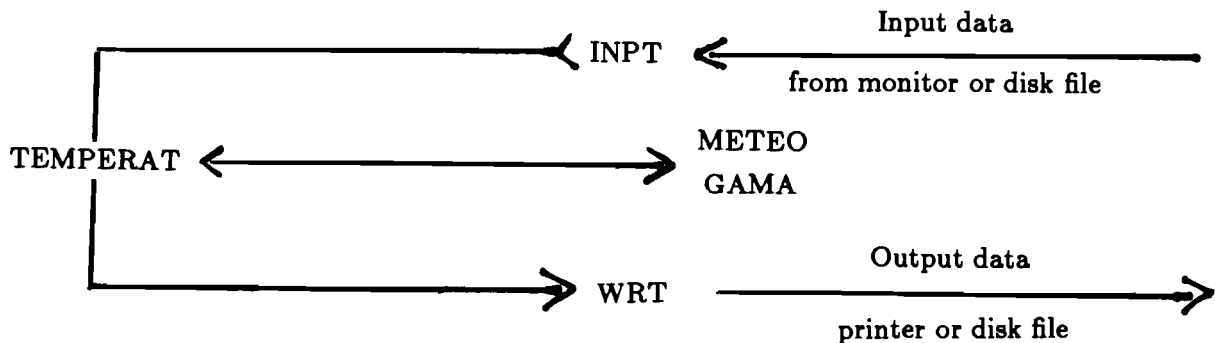 Input data
INPT
from monitor or disk file
METEO
TEMPERAT
GAMA
Output data
WRT
printer or disk file